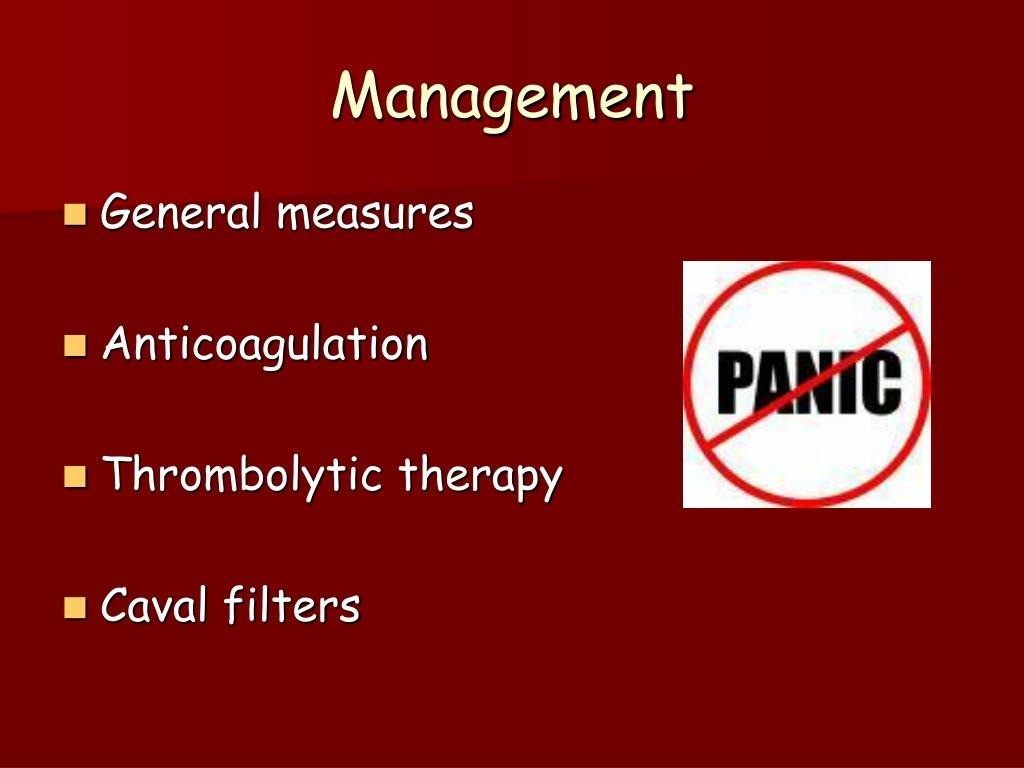 Management
General measures
Anticoagulation
PANIC
Thrombolytic therapy
Caval filters